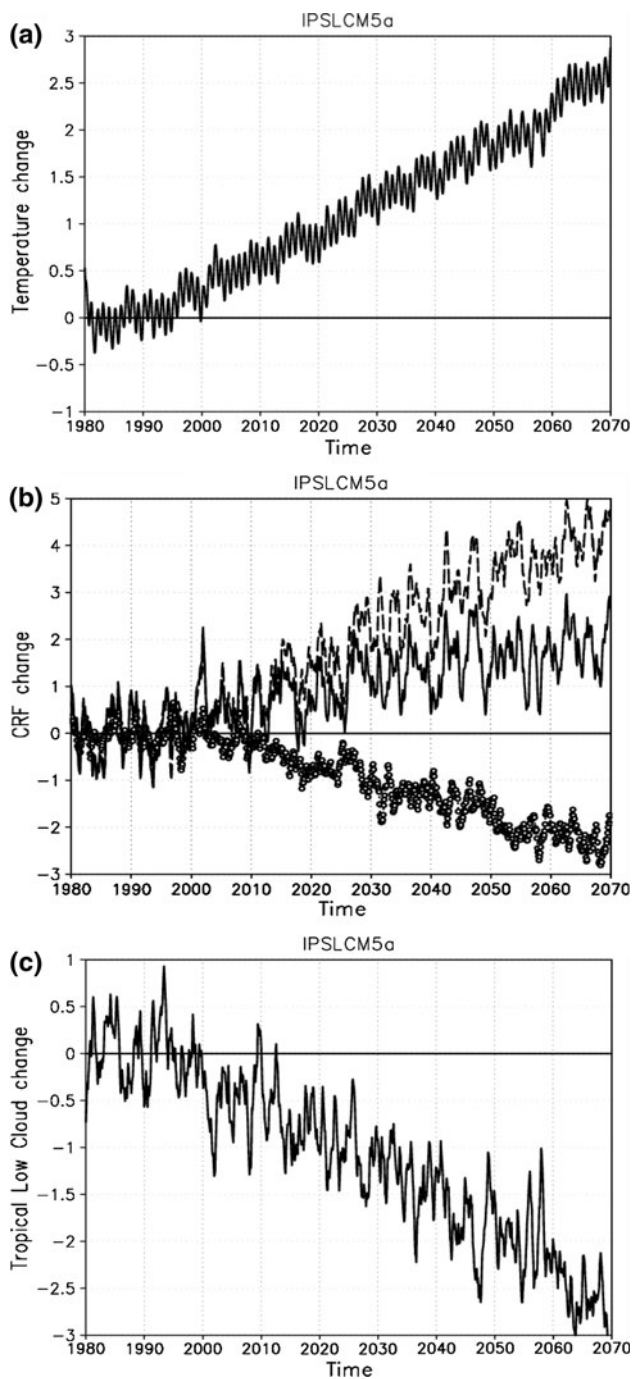 (a)
IPSLCM5a
Temperature change
3
2.5
2
1.5
1
0.5
0
−0.5
−1
1980 1990 2000 2010 2020 2030 2040 2050 2060 2070
Time
(b)
IPSLCM5a
CRF change
5
4
3
2
1
0
−1
−2
−3
1980 1990 2000 2010 2020 2030 2040 2050 2060 2070
Time
(c)
IPSLCM5a
Tropical Low Cloud change
1
0.5
0
−0.5
−1
−1.5
−2
−2.5
−3
1980 1990 2000 2010 2020 2030 2040 2050 2060 2070
Time